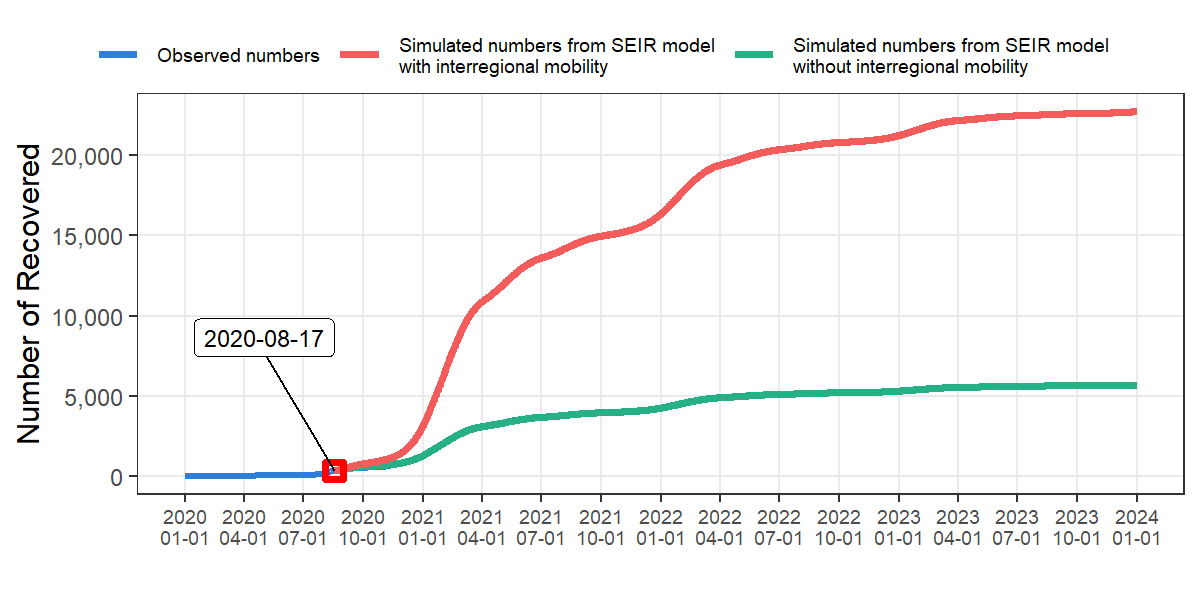 Observed numbers
Simulated numbers from SEIR model
with interregional mobility
Simulated numbers from SEIR model
without interregional mobility
Number of Recovered
20,000
15,000
10,000
5,000
0
2020-08-17
2020 2020 2020 2020 2021 2021 2021 2021 2022 2022 2022 2022 2023 2023 2023 2023 2024
01-01 04-01 07-01 10-01 01-01 04-01 07-01 10-01 01-01 04-01 07-01 10-01 01-01 04-01 07-01 10-01 01-01